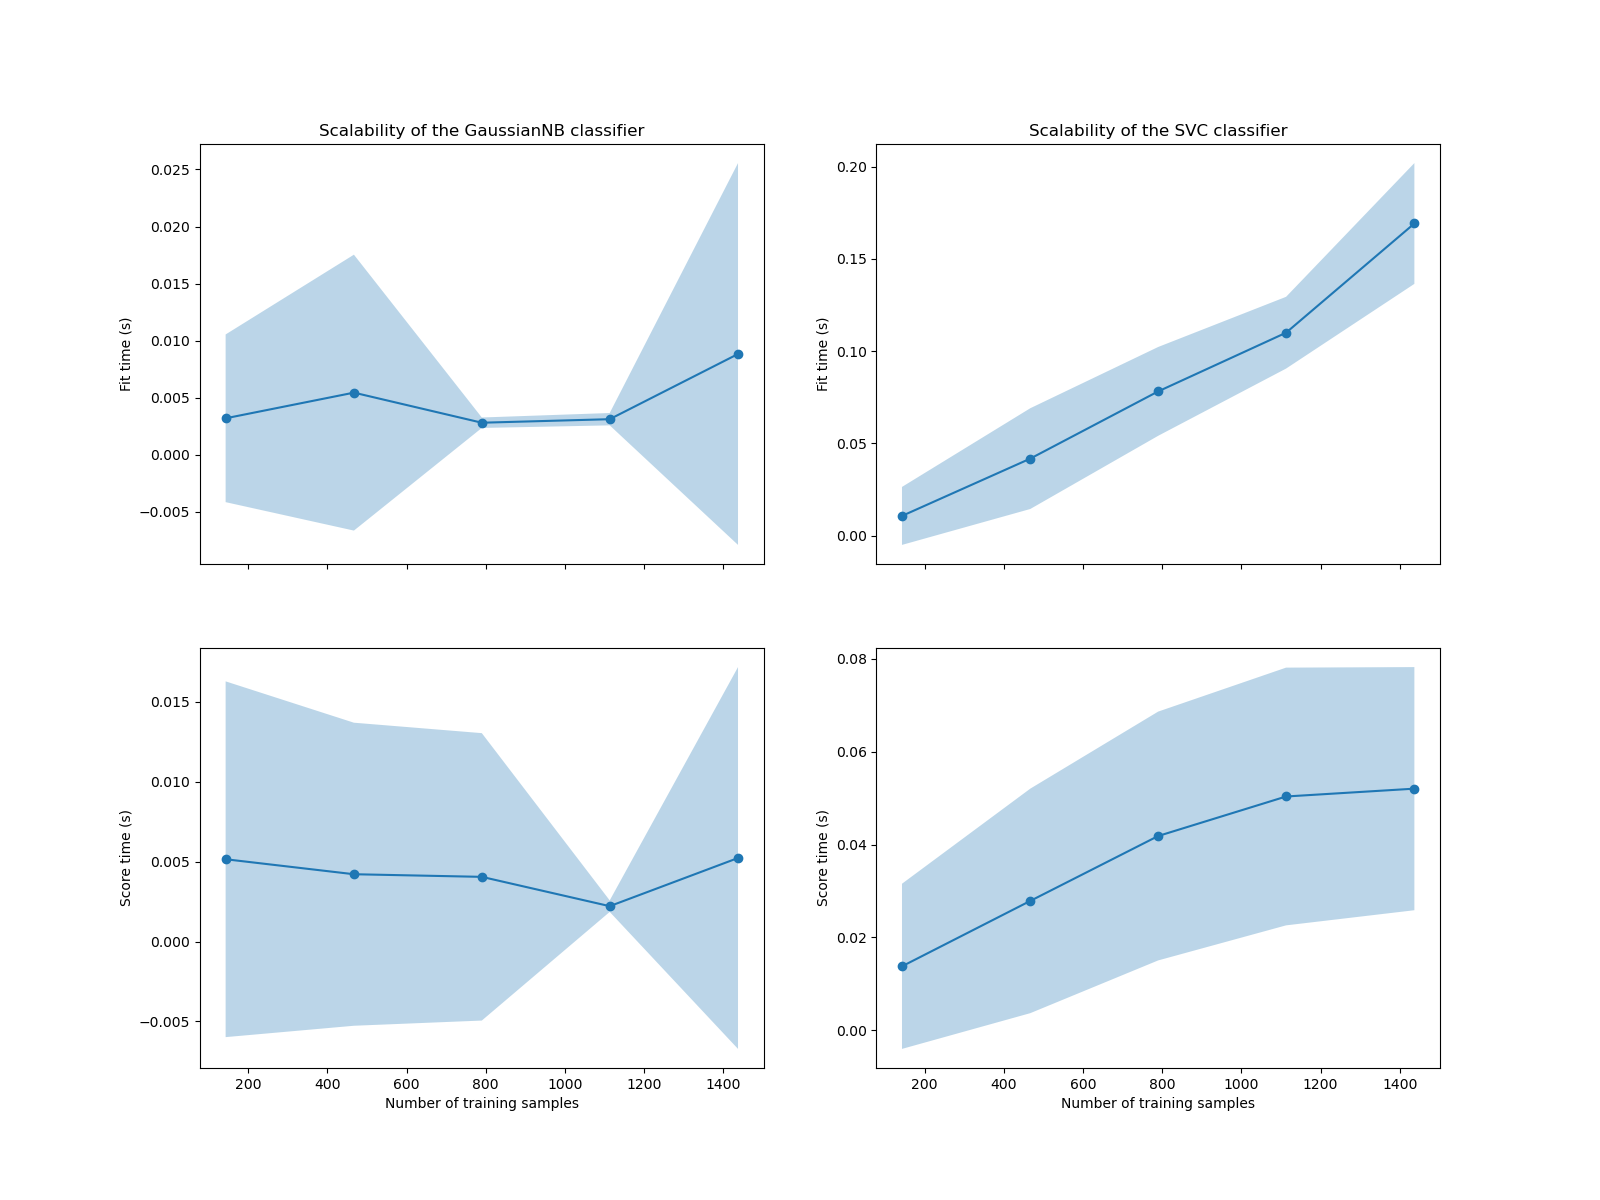 Scalability of the GaussianNB classifier
Fit time (s)
0.025
0.020
0.015
0.010
0.005
0.000
−0.005
Scalability of the SVC classifier
Fit time (s)
0.20
0.15
0.10
0.05
0.00
Score time (s)
0.015
0.010
0.005
0.000
−0.005
200 400 600 800 1000 1200 1400
Number of training samples
Score time (s)
0.08
0.06
0.04
0.02
0.00
200 400 600 800 1000 1200 1400
Number of training samples